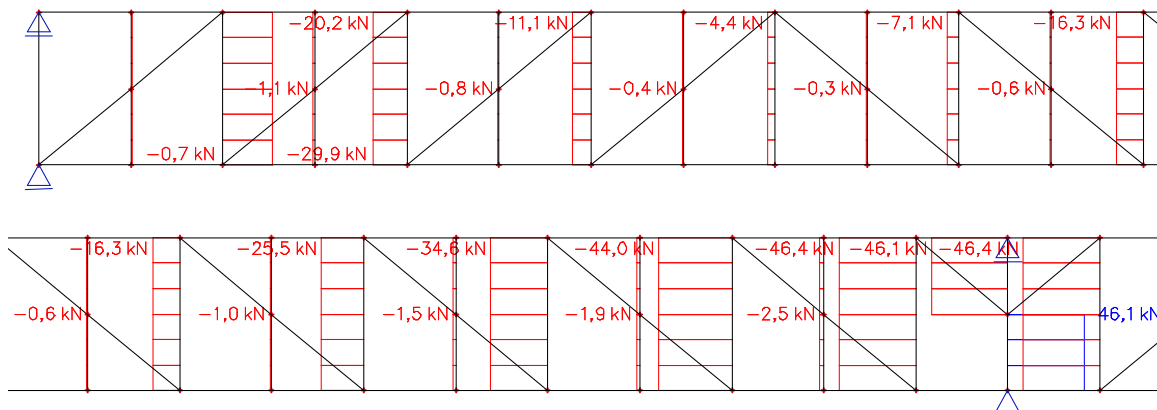 -20,2 kN -11,1 kN -4,4 kN -7,1 kN -16,3 kN
-1,1 kN -0,8 kN -0,4 kN -0,3 kN -0,6 kN
-0,7 kN -29,9 kN
-16,3 kN -25,5 kN -34,6 kN -44,0 kN -46,4 kN -46,1 kN -46,4 kN
-0,6 kN -1,0 kN -1,5 kN -1,9 kN -2,5 kN 46,1 kN